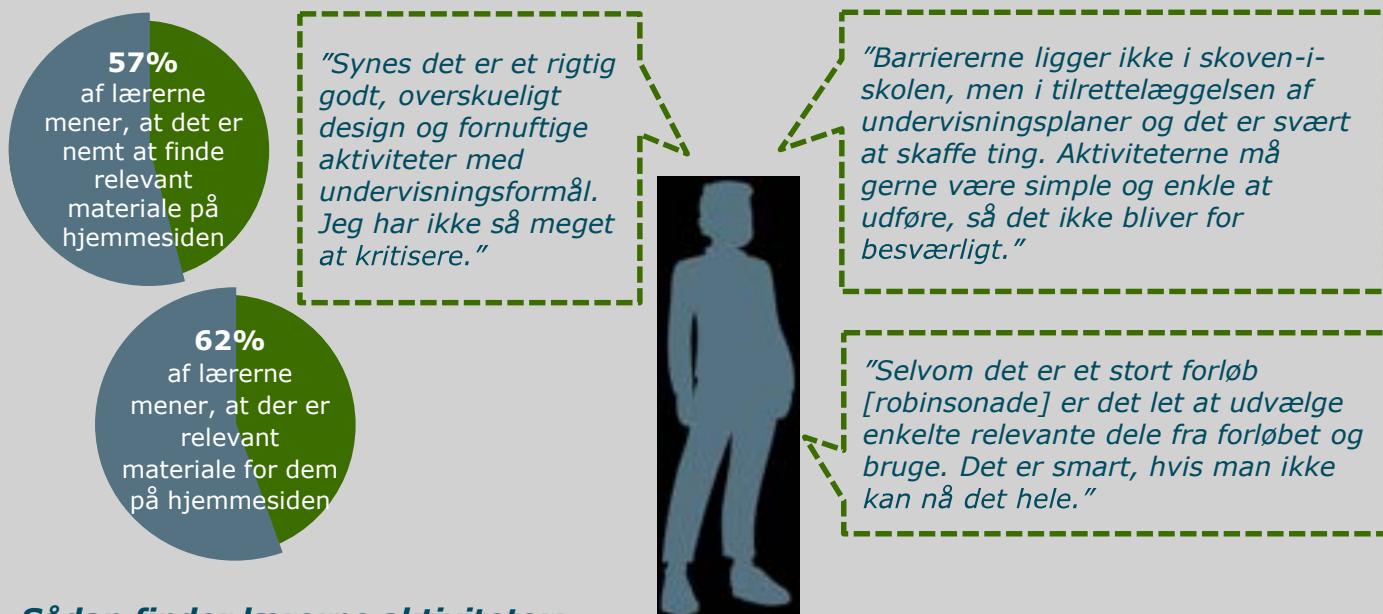 57%
af lærerne
mener, at det er
nemt at finde
relevant
materiale på
hjemmesiden
"Synes det er et rigtig
godt, overskueligt
design og fornuftige
aktiviteter med
undervisningsformål.
Jeg har ikke så meget
at kritisere."
"Barriererne ligger ikke i skoven-i-
skolen, men i tilrettelæggelsen af
undervisningsplaner og det er svært
at skaffe ting. Aktiviteterne må
gerne være simple og enkle at
udføre, så det ikke bliver for
besværligt."
62%
af lærerne
mener, at der er
relevant
materiale for dem
på hjemmesiden
"Selvom det er et stort forløb
[robinsonade] er det let at udvælge
enkelte relevante dele fra forløbet og
bruge. Det er smart, hvis man ikke
kan nå det hele."
Sådan finder lærerne aktiviteter